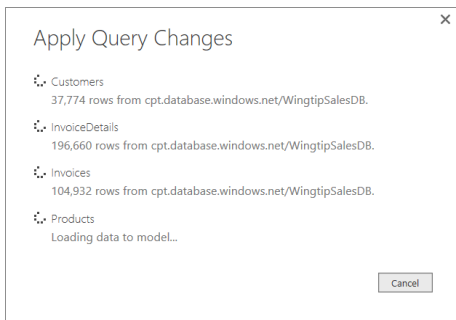 Apply Query Changes
Customers
37,774 rows from cpt.database.windows.net/WingtipSalesDB.
InvoiceDetails
196,660 rows from cpt.database.windows.net/WingtipSalesDB.
Invoices
104,932 rows from cpt.database.windows.net/WingtipSalesDB.
Products
Loading data to model...
Cancel